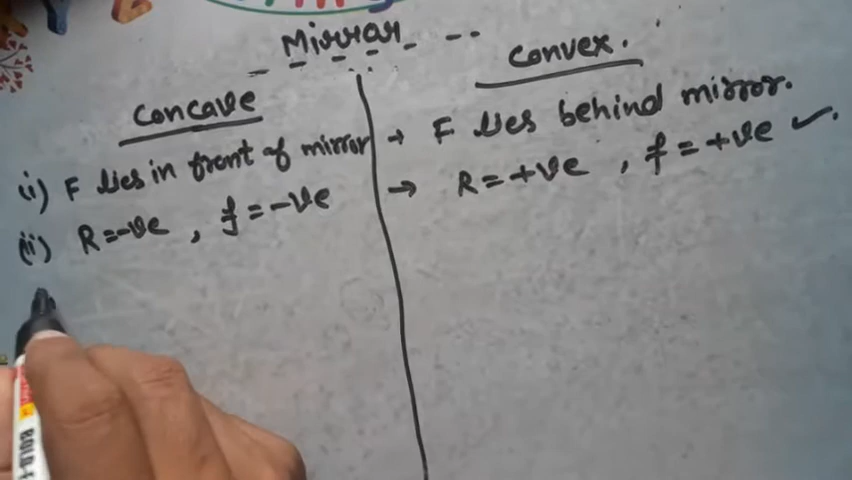 Mirror
Concave
Convex.
(i) F lies in front of mirror → F lies behind mirror.
(ii) R=-ve , f=-ve → R=+ve , f=+ve ✓.